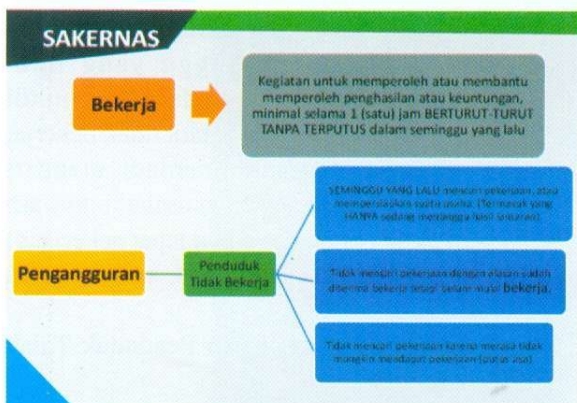 SAKERNAS
Bekerja
Kegiatan untuk memperoleh atau membantu
memperoleh penghasilan atau keuntungan,
minimal selama 1 (satu) jam BERTURUT-TURUT
TANPA TERPUTUS dalam seminggu yang lalu
SEMINGGU YANG LALU mencari pekerjaan, atau
mempersiapkan suatu usaha. (Termasuk yang
HANYA sedang menunggu hasil lamaran)
Pengangguran
Penduduk
Tidak Bekerja
Tidak mencari pekerjaan dengan alasan sudah
diterima bekerja tetapi belum mulai bekerja.
Tidak mencari pekerjaan karena merasa tidak
mungkin mendapat pekerjaan (putus asa)